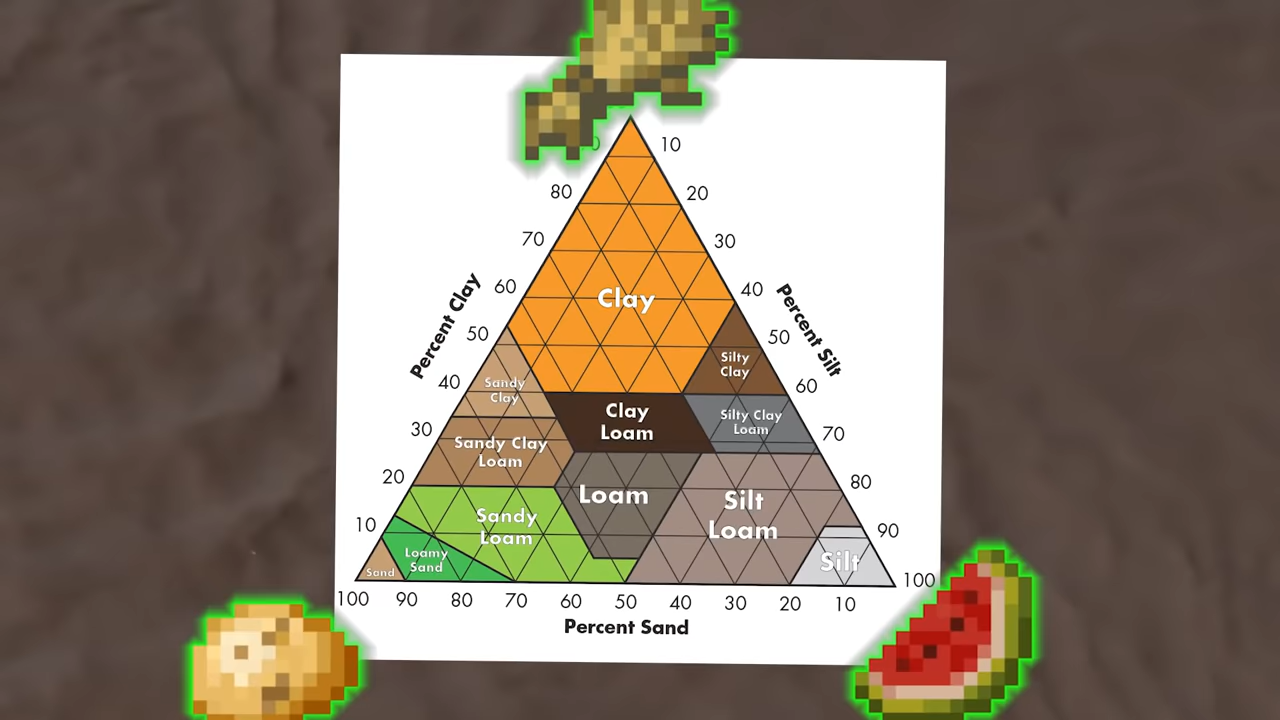 10
80
20
70
30
60
Clay
40
Percent Clay
Percent Silt
50
50
Silty
Clay
40
Sandy
Clay
60
Clay
Loam
Silty Clay
Loam
30
Sandy Clay
Loam
70
20
80
Loam
Silt
Loam
10
Sandy
Loam
90
Loamy
Sand
Silt
Sand
100
100 90 80 70 60 50 40 30 20 10
Percent Sand